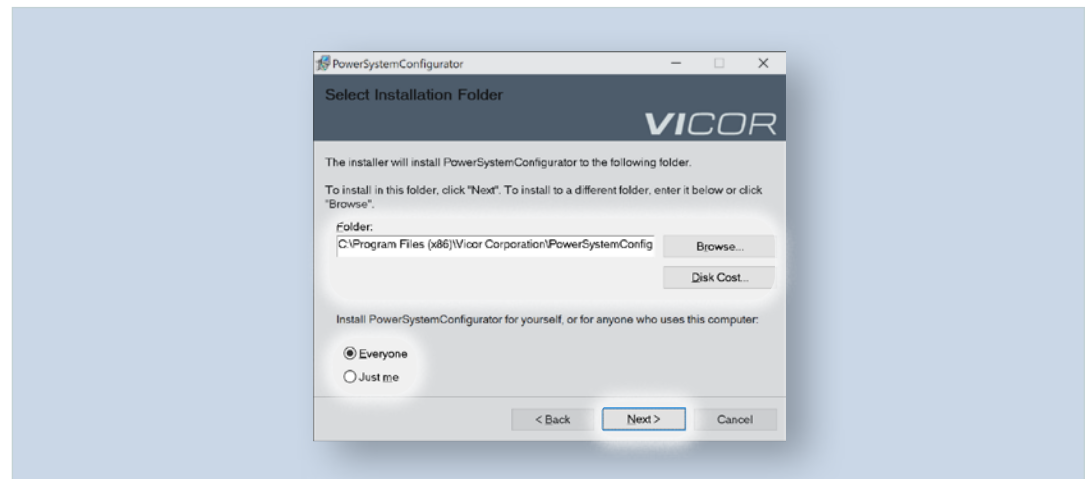 PowerSystemConfigurator
Select Installation Folder
VICOR
The installer will install PowerSystemConfigurator to the following folder.
To install in this folder, click "Next". To install to a different folder, enter it below or click
"Browse".
Folder:
C:\Program Files (x86)\Vicor Corporation\PowerSystemConfig
Browse...
Disk Cost...
Install PowerSystemConfigurator for yourself, or for anyone who uses this computer:
Everyone
Just me
< Back Next > Cancel